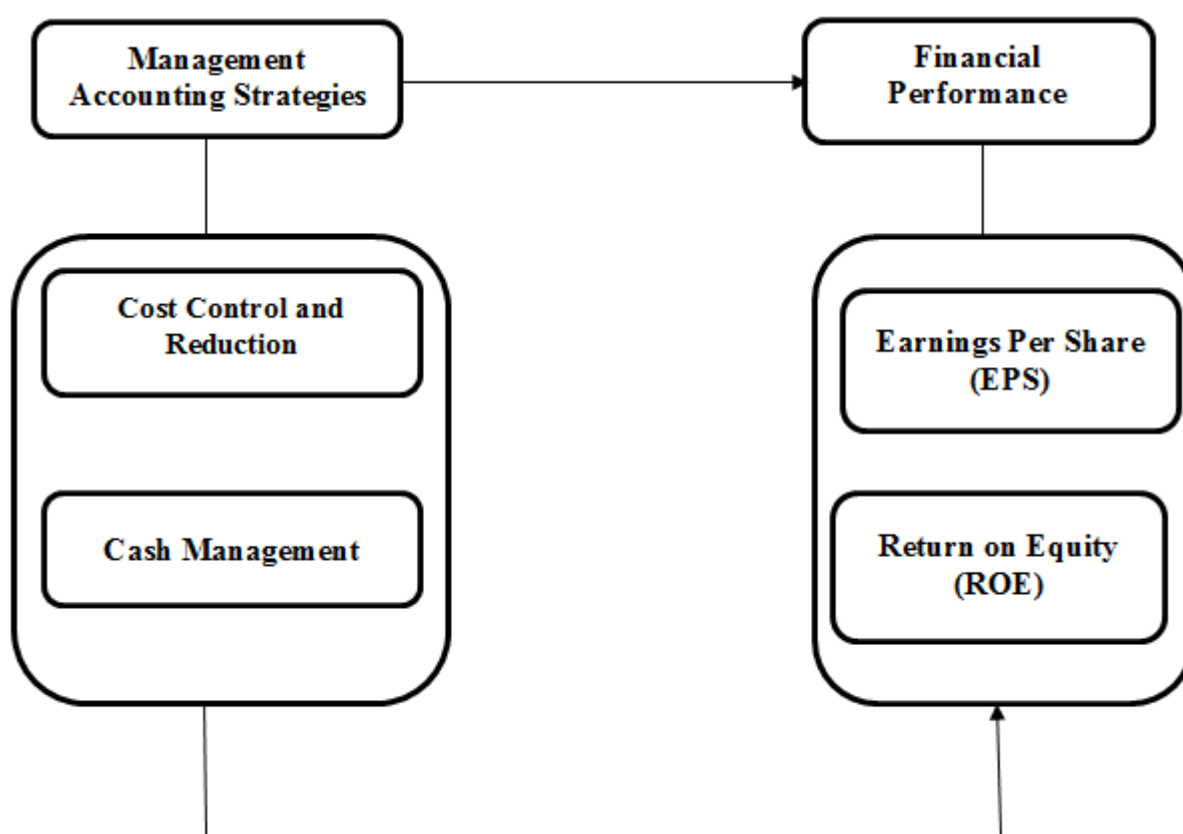 Management
Accounting Strategies
Financial
Performance
Cost Control and
Reduction
Cash Management
Earnings Per Share
(EPS)
Return on Equity
(ROE)